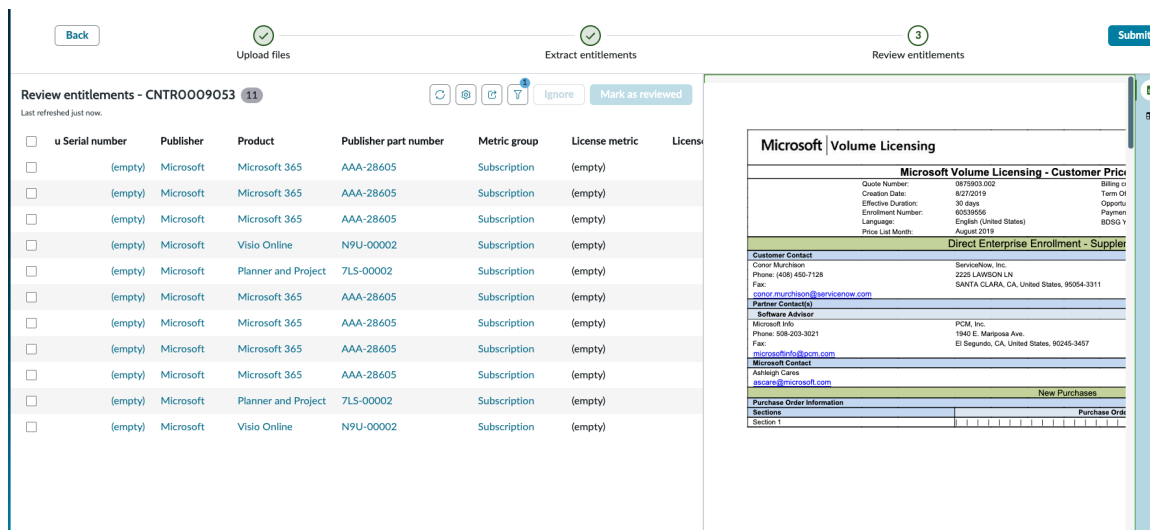 Back
Upload files
Extract entitlements
3
Review entitlements
Submit
Review entitlements - CNTR0009053 11
1
Ignore
Mark as reviewed
Last refreshed just now.
u Serial number Publisher Product Publisher part number Metric group License metric License
(empty) Microsoft Microsoft 365 AAA-28605 Subscription (empty)
(empty) Microsoft Microsoft 365 AAA-28605 Subscription (empty)
(empty) Microsoft Microsoft 365 AAA-28605 Subscription (empty)
(empty) Microsoft Visio Online N9U-00002 Subscription (empty)
(empty) Microsoft Planner and Project 7LS-00002 Subscription (empty)
(empty) Microsoft Microsoft 365 AAA-28605 Subscription (empty)
(empty) Microsoft Microsoft 365 AAA-28605 Subscription (empty)
(empty) Microsoft Microsoft 365 AAA-28605 Subscription (empty)
(empty) Microsoft Microsoft 365 AAA-28605 Subscription (empty)
(empty) Microsoft Planner and Project 7LS-00002 Subscription (empty)
(empty) Microsoft Visio Online N9U-00002 Subscription (empty)
Microsoft | Volume Licensing
Microsoft Volume Licensing - Customer Price
Quote Number: 0875903.002 Billing
Creation Date: 8/27/2019 Term Of
Effective Duration: 30 days Opportu
Enrollment Number: 60539556 Paymen
Language: English (United States) BDSG Y
Price List Month: August 2019
Direct Enterprise Enrollment - Supplem
Customer Contact
Conor Murchison ServiceNow, Inc.
Phone: (408) 450-7128 2225 LAWSON LN
Fax: SANTA CLARA, CA, United States, 95054-3311
conor.murchison@servicenow.com
Partner Contact(s)
Software Advisor
Microsoft Info PCM, Inc.
Phone: 508-203-3021 1940 E. Mariposa Ave.
Fax: El Segundo, CA, United States, 90245-3457
microsoftinfo@pcm.com
Microsoft Contact
Ashleigh Cares
ascare@microsoft.com
New Purchases
Purchase Order Information
Sections Purchase Orde
Section 1